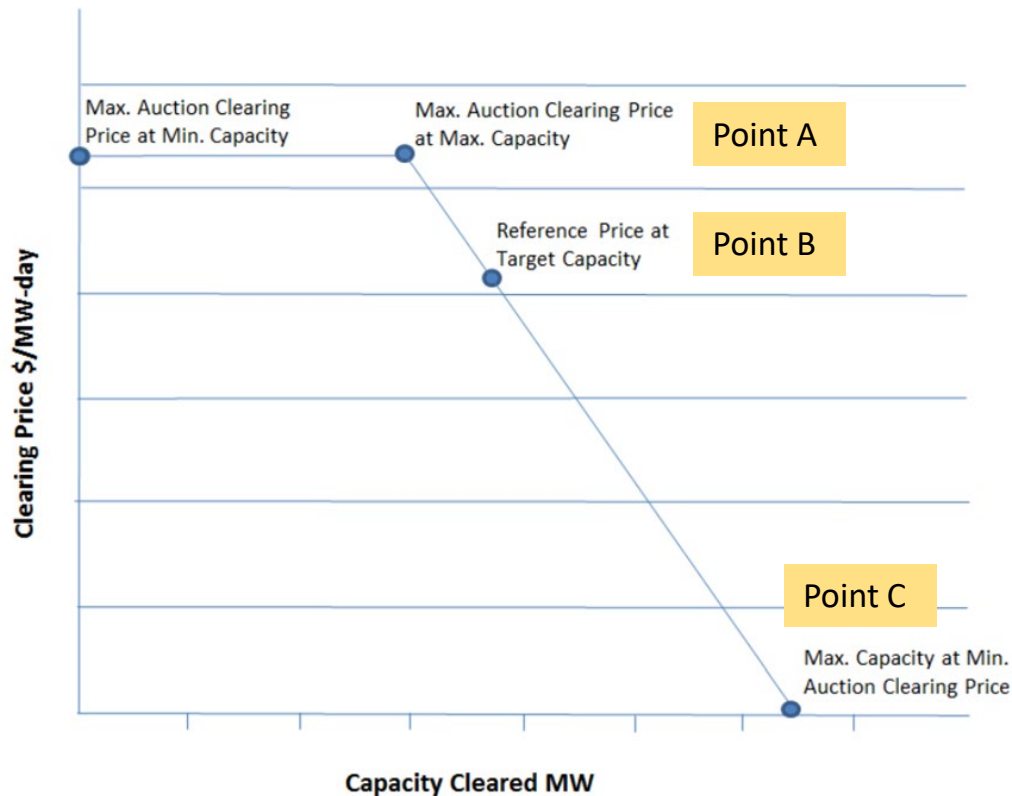 Max. Auction Clearing
Price at Min. Capacity
Max. Auction Clearing Price
at Max. Capacity
Point A
Reference Price at
Target Capacity
Point B
Clearing Price $/MW-day
Point C
Max. Capacity at Min.
Auction Clearing Price
Capacity Cleared MW